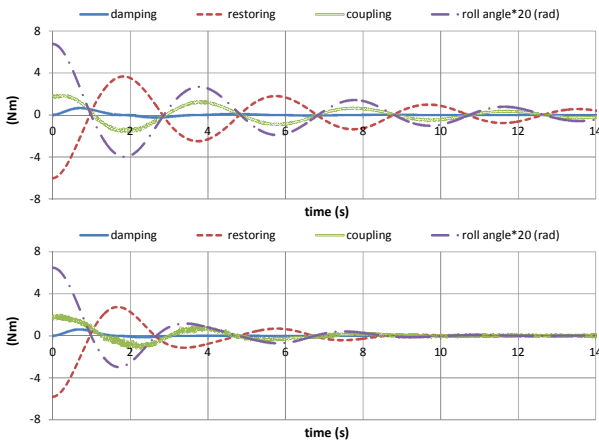 damping restoring coupling roll angle*20 (rad)
8
4
0
-4
-8
(Nm)
0 2 4 6 8 10 12 14
time (s)
damping restoring coupling roll angle*20 (rad)
8
4
0
-4
-8
(Nm)
0 2 4 6 8 10 12 14
time (s)